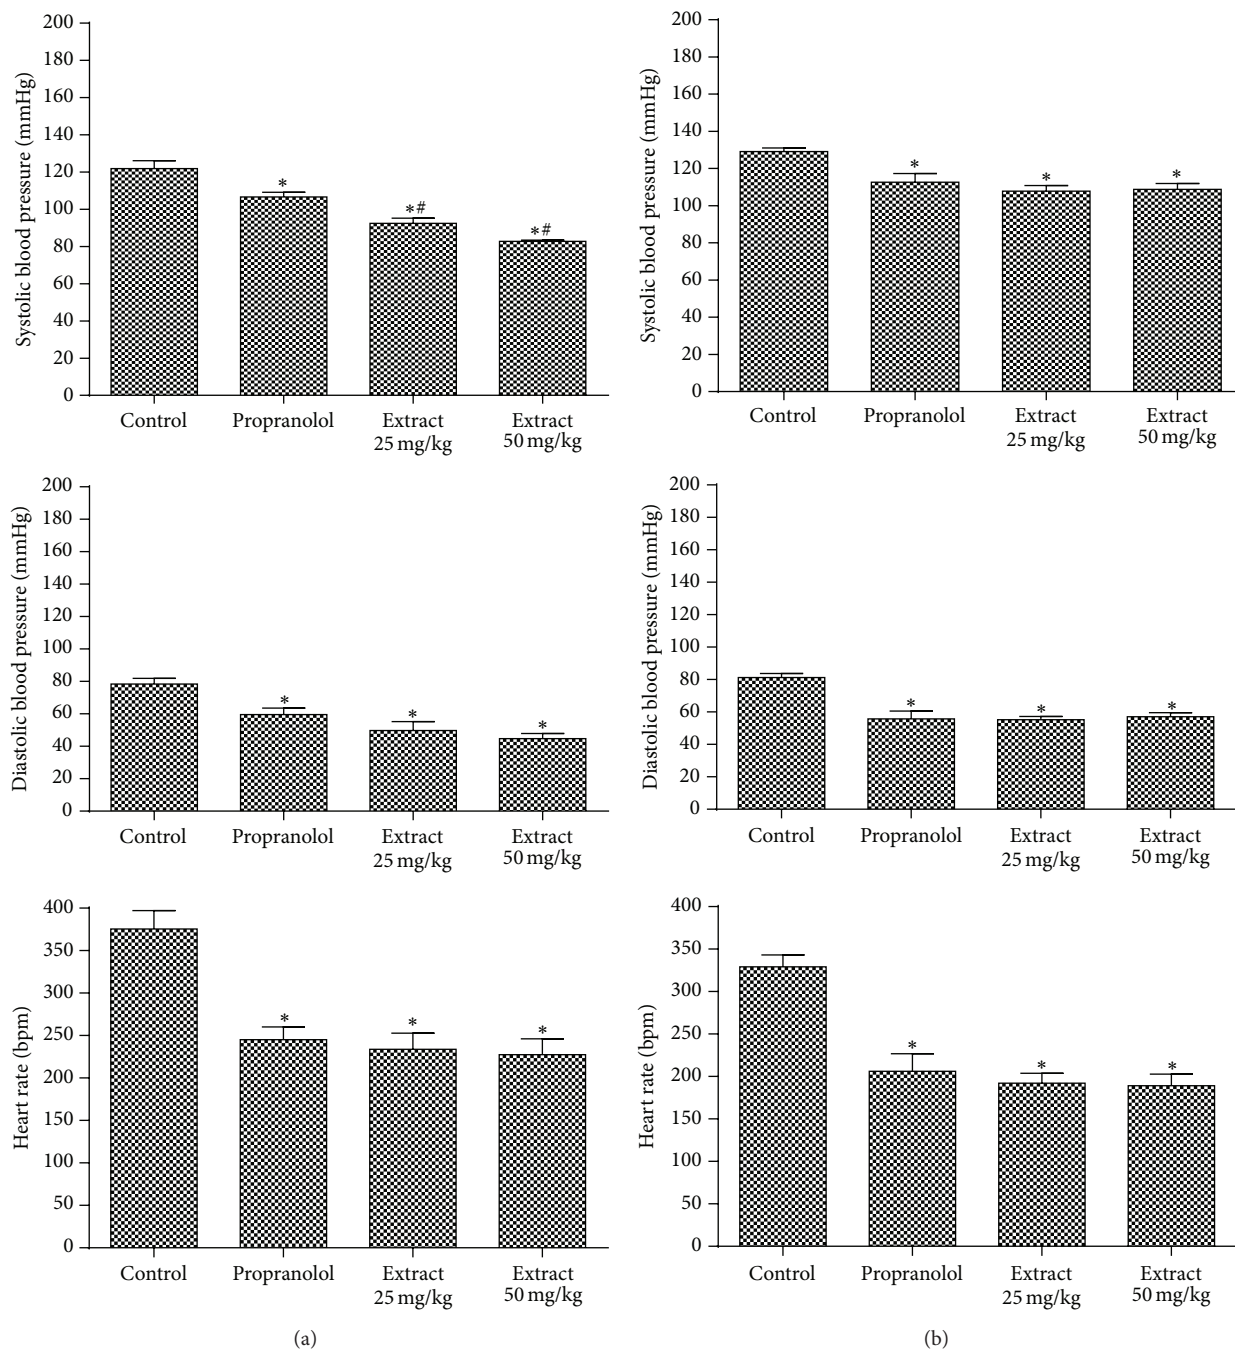 Systolic blood pressure (mmHg)
200
180
160
140
120
100
80
60
40
20
0
*
*#
*#
Control
Propranolol
Extract
25 mg/kg
Extract
50 mg/kg
Systolic blood pressure (mmHg)
200
180
160
140
120
100
80
60
40
20
0
*
*
*
Control
Propranolol
Extract
25 mg/kg
Extract
50 mg/kg
Diastolic blood pressure (mmHg)
200
180
160
140
120
100
80
60
40
20
0
*
*
*
Control
Propranolol
Extract
25 mg/kg
Extract
50 mg/kg
Diastolic blood pressure (mmHg)
200
180
160
140
120
100
80
60
40
20
0
*
*
*
Control
Propranolol
Extract
25 mg/kg
Extract
50 mg/kg
Heart rate (bpm)
400
350
300
250
200
150
100
50
0
*
*
*
Control
Propranolol
Extract
25 mg/kg
Extract
50 mg/kg
(a)
Heart rate (bpm)
400
350
300
250
200
150
100
50
0
*
*
*
Control
Propranolol
Extract
25 mg/kg
Extract
50 mg/kg
(b)